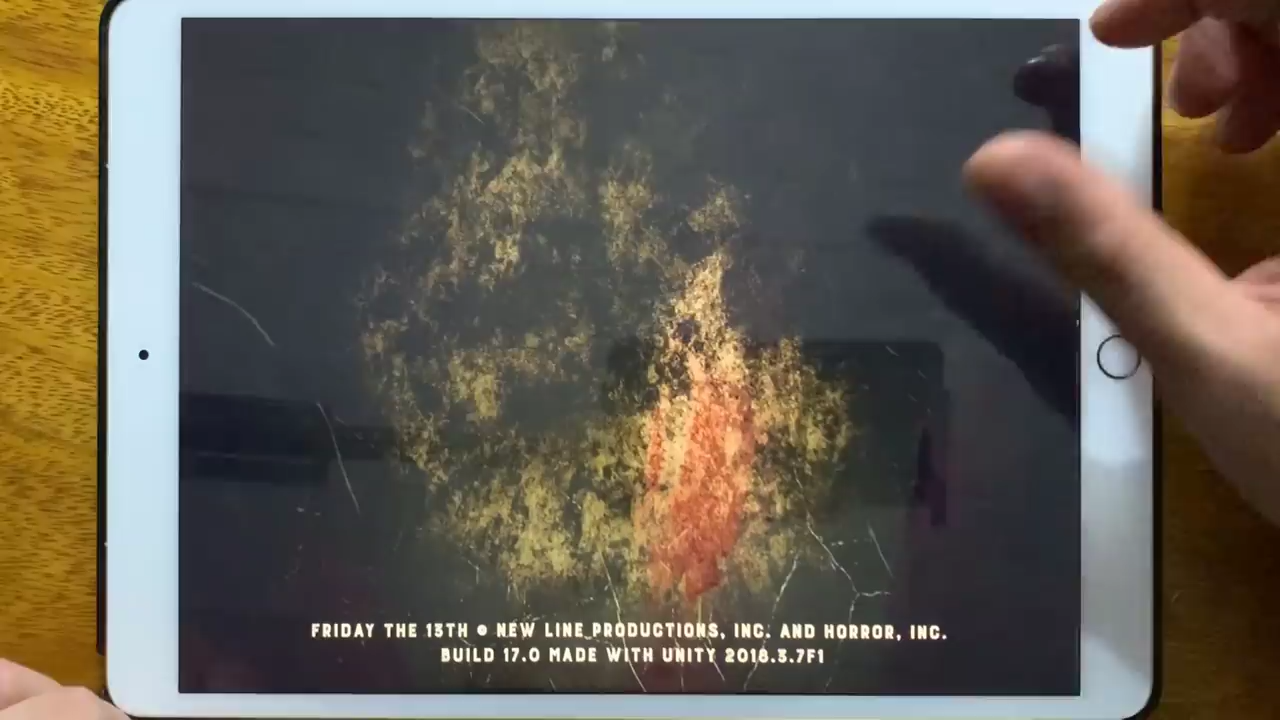 FRIDAY THE 13TH © NEW LINE PRODUCTIONS, INC. AND HORROR, INC.
BUILD 17.0 MADE WITH UNITY 2018.3.7F1